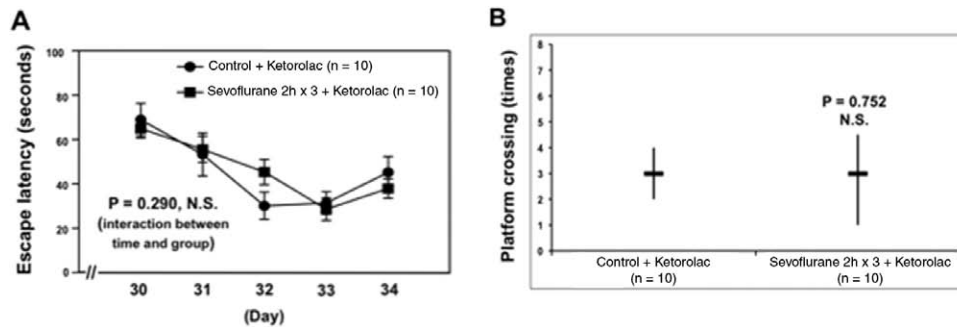 A
Escape latency (seconds)
100
80
60
40
20
0
Control + Ketorolac (n = 10)
Sevoflurane 2h x 3 + Ketorolac (n = 10)
P = 0.290, N.S.
(interaction between
time and group)
30 31 32 33 34
(Day)
B
Platform crossing (times)
8
7
6
5
4
3
2
1
0
P = 0.752
N.S.
Control + Ketorolac
(n = 10)
Sevoflurane 2h x 3 + Ketorolac
(n = 10)